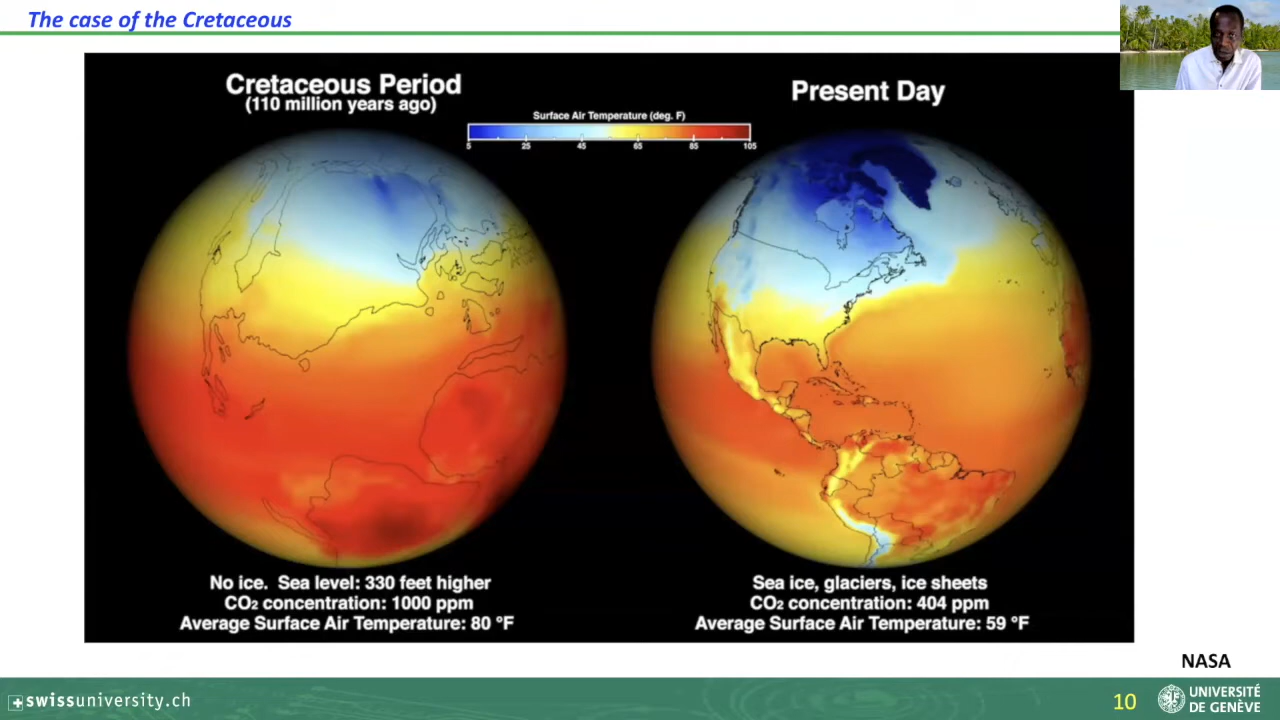 The case of the Cretaceous
Cretaceous Period
(110 million years ago)
Present Day
Surface Air Temperature (deg. F)
5 25 45 65 85 105
No ice. Sea level: 330 feet higher
CO₂ concentration: 1000 ppm
Average Surface Air Temperature: 80 °F
Sea ice, glaciers, ice sheets
CO₂ concentration: 404 ppm
Average Surface Air Temperature: 59 °F
NASA
swissuniversity.ch
10
UNIVERSITÉ
DE GENÈVE